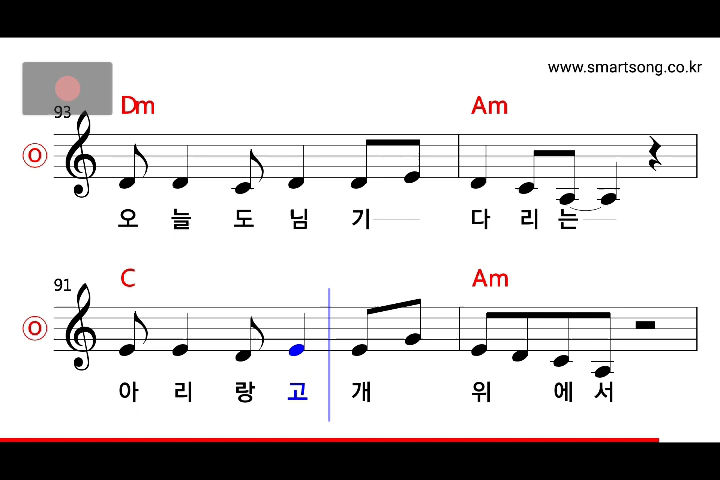 www.smartsong.co.kr
93 Dm Am
O
오 늘 도 님 기 다 리 는
91 C Am
O
아 리 랑 고 개 위 에 서